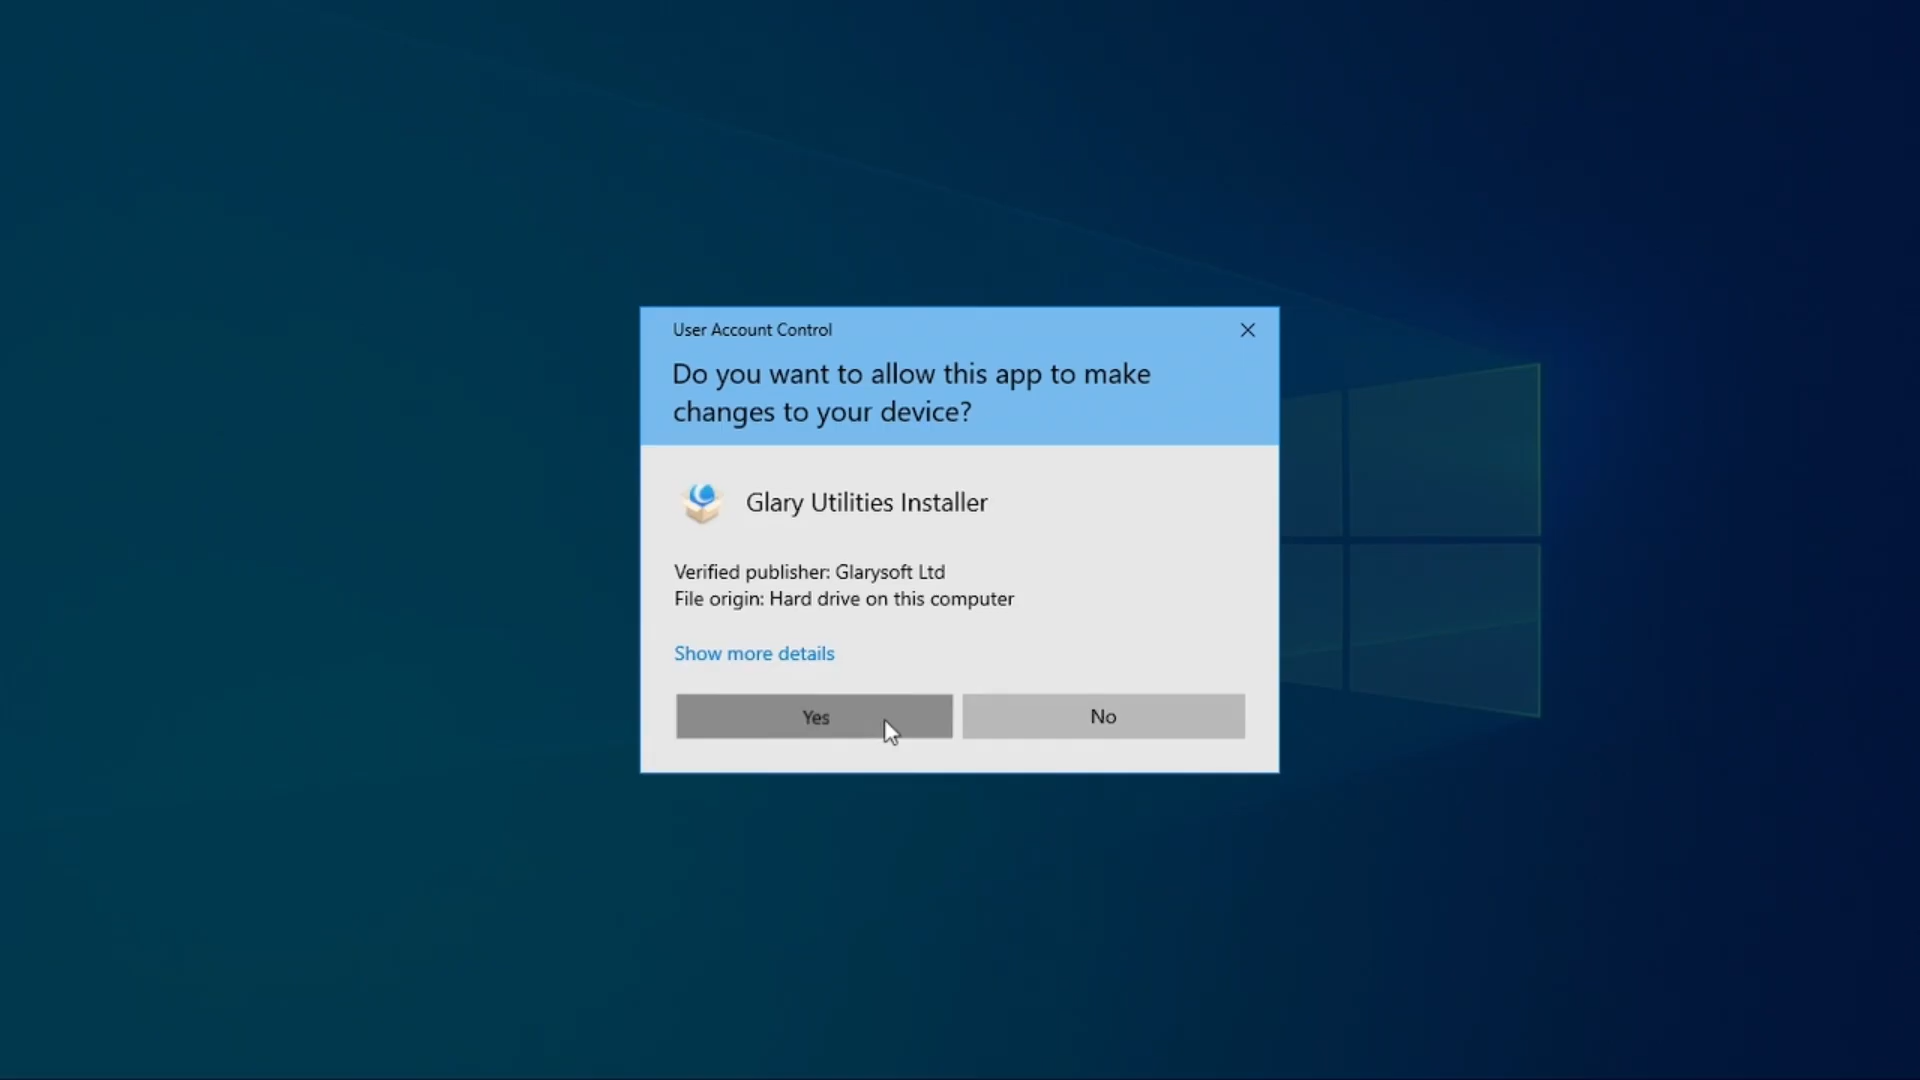 User Account Control
Do you want to allow this app to make
changes to your device?
Glary Utilities Installer
Verified publisher: Glarysoft Ltd
File origin: Hard drive on this computer
Show more details
Yes
No